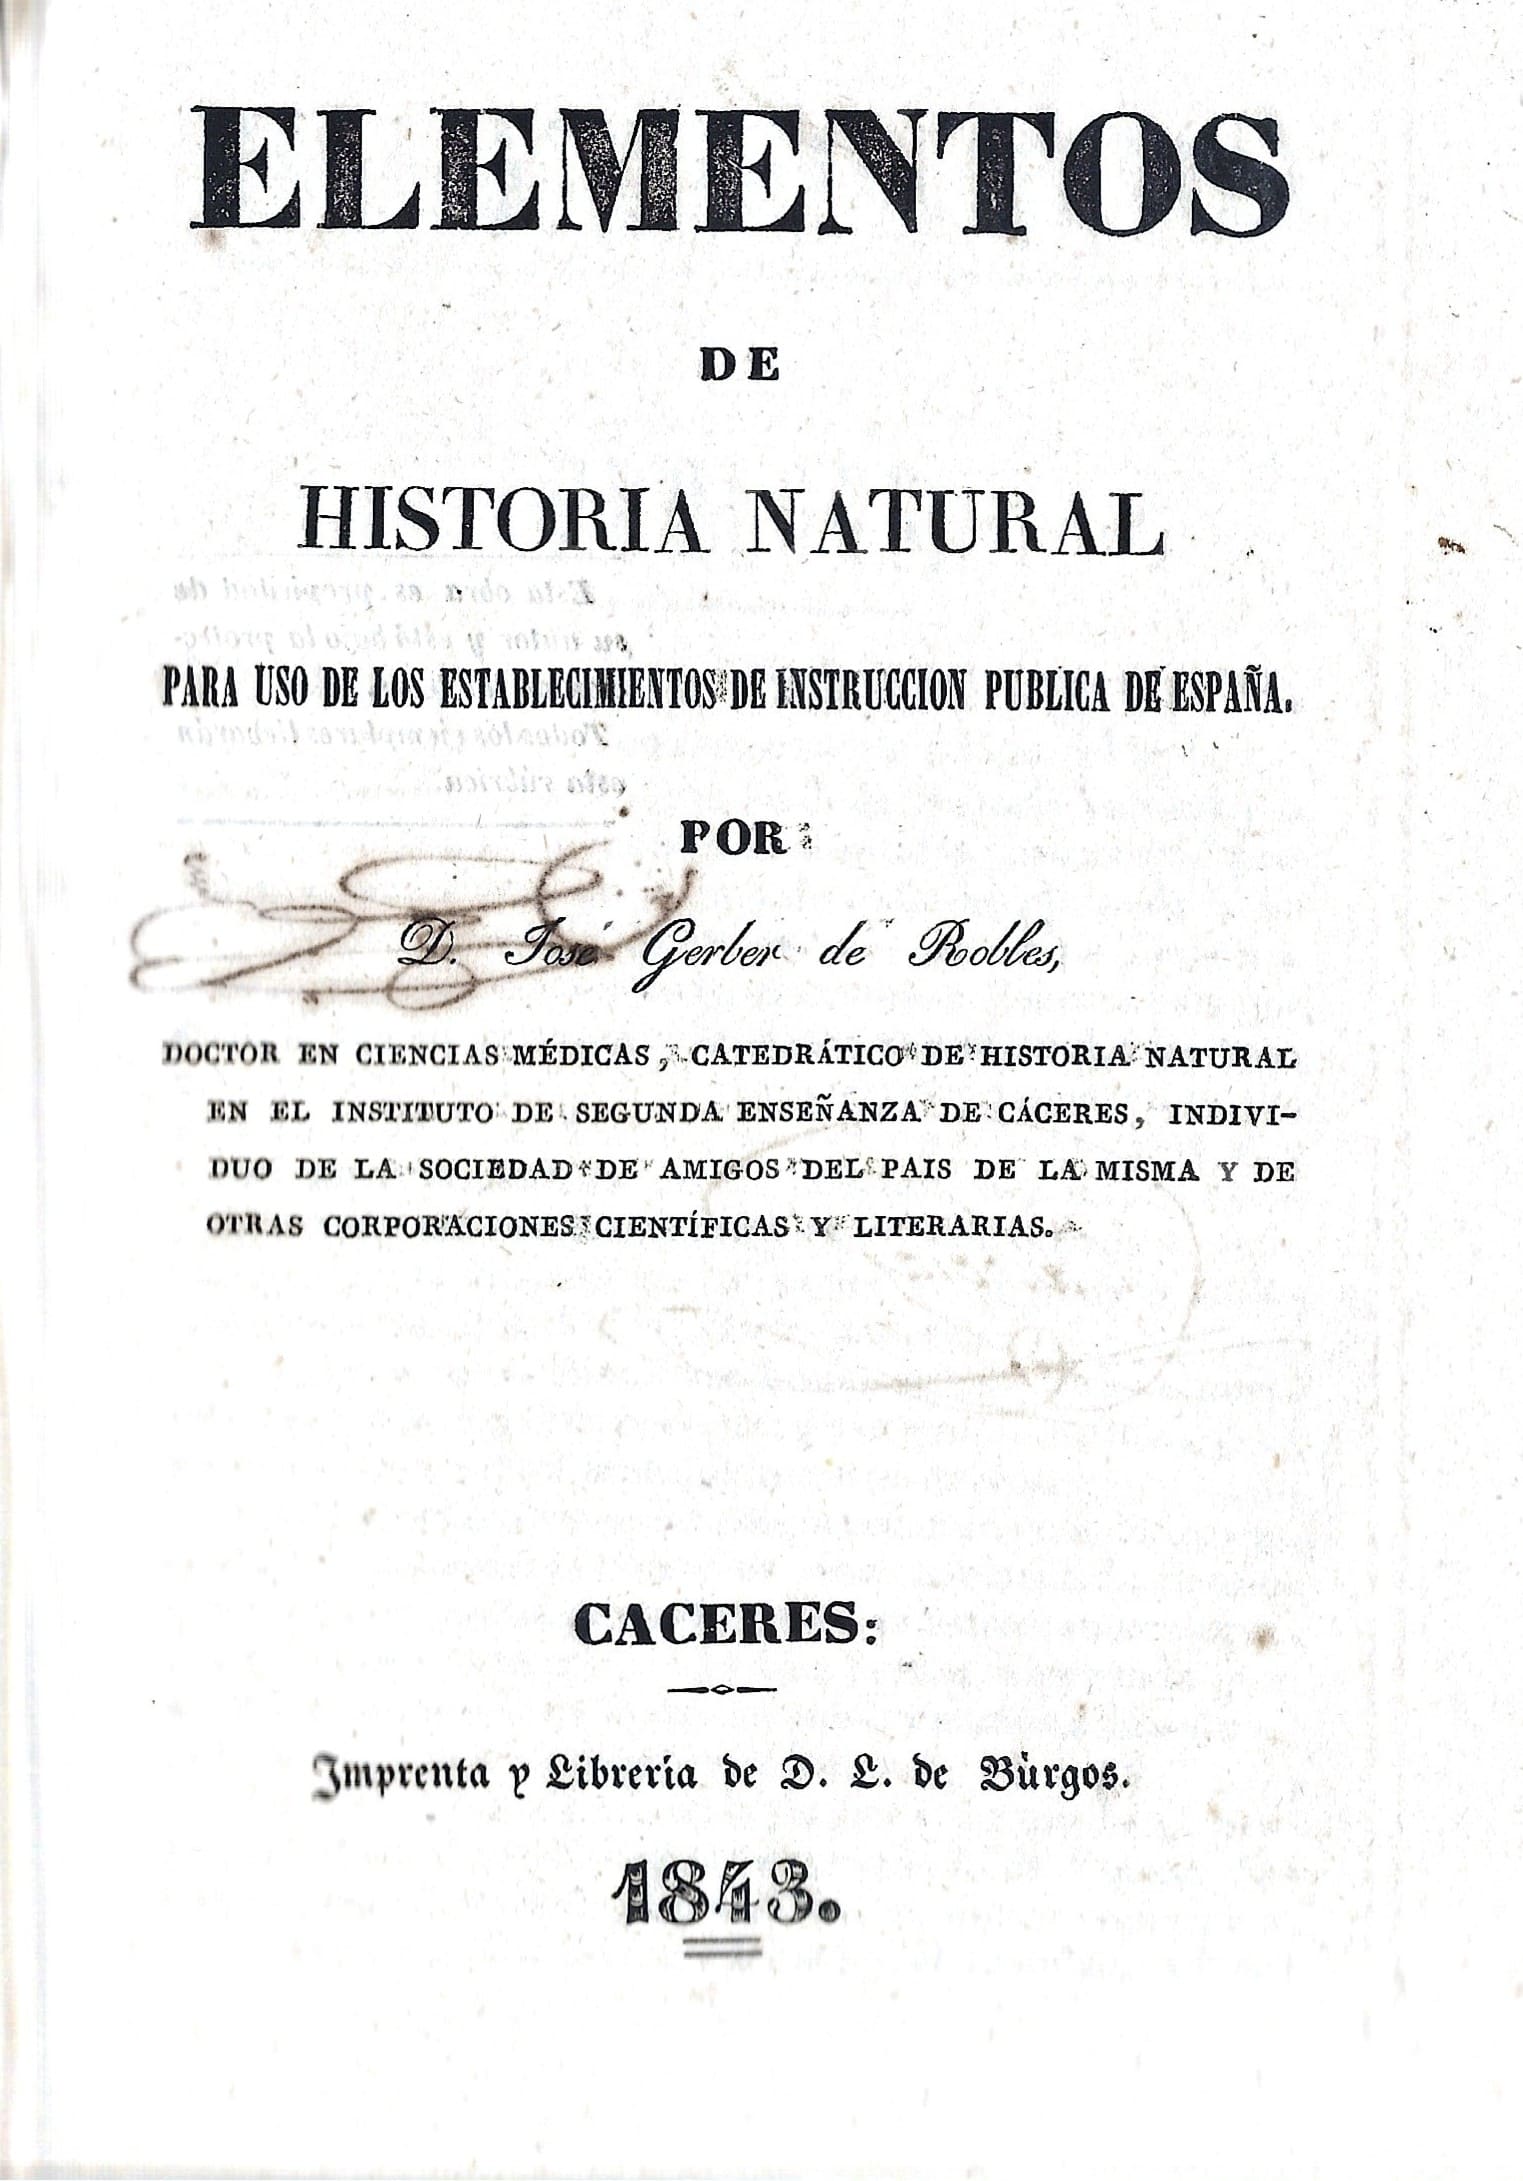 ELEMENTOS
DE
HISTORIA NATURAL
PARA USO DE LOS ESTABLECIMIENTOS DE INSTRUCCION PUBLICA DE ESPAÑA.
POR
D. José Gerber de Robles,
DOCTOR EN CIENCIAS MÉDICAS, CATEDRÁTICO DE HISTORIA NATURAL
EN EL INSTITUTO DE SEGUNDA ENSEÑANZA DE CÁCERES, INDIVI-
DUO DE LA SOCIEDAD DE AMIGOS DEL PAIS DE LA MISMA Y DE
OTRAS CORPORACIONES CIENTÍFICAS Y LITERARIAS.
CACERES:
Imprenta y Librería de D. L. de Búrgos.
1843.